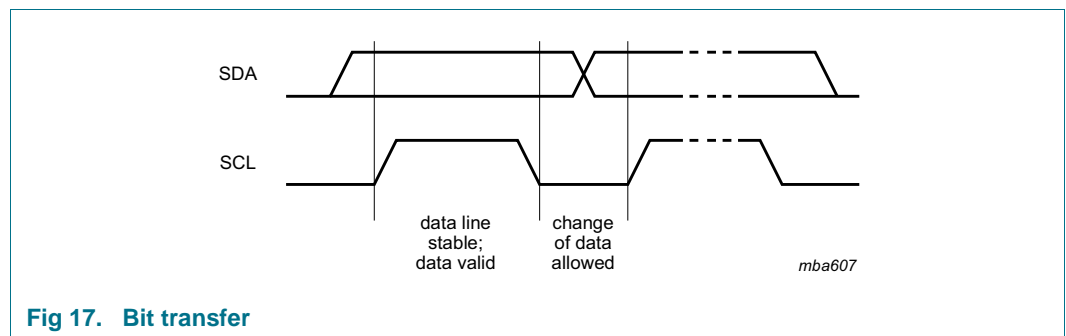 SDA
SCL
data line
stable;
data valid
change
of data
allowed
mba607
Fig 17. Bit transfer